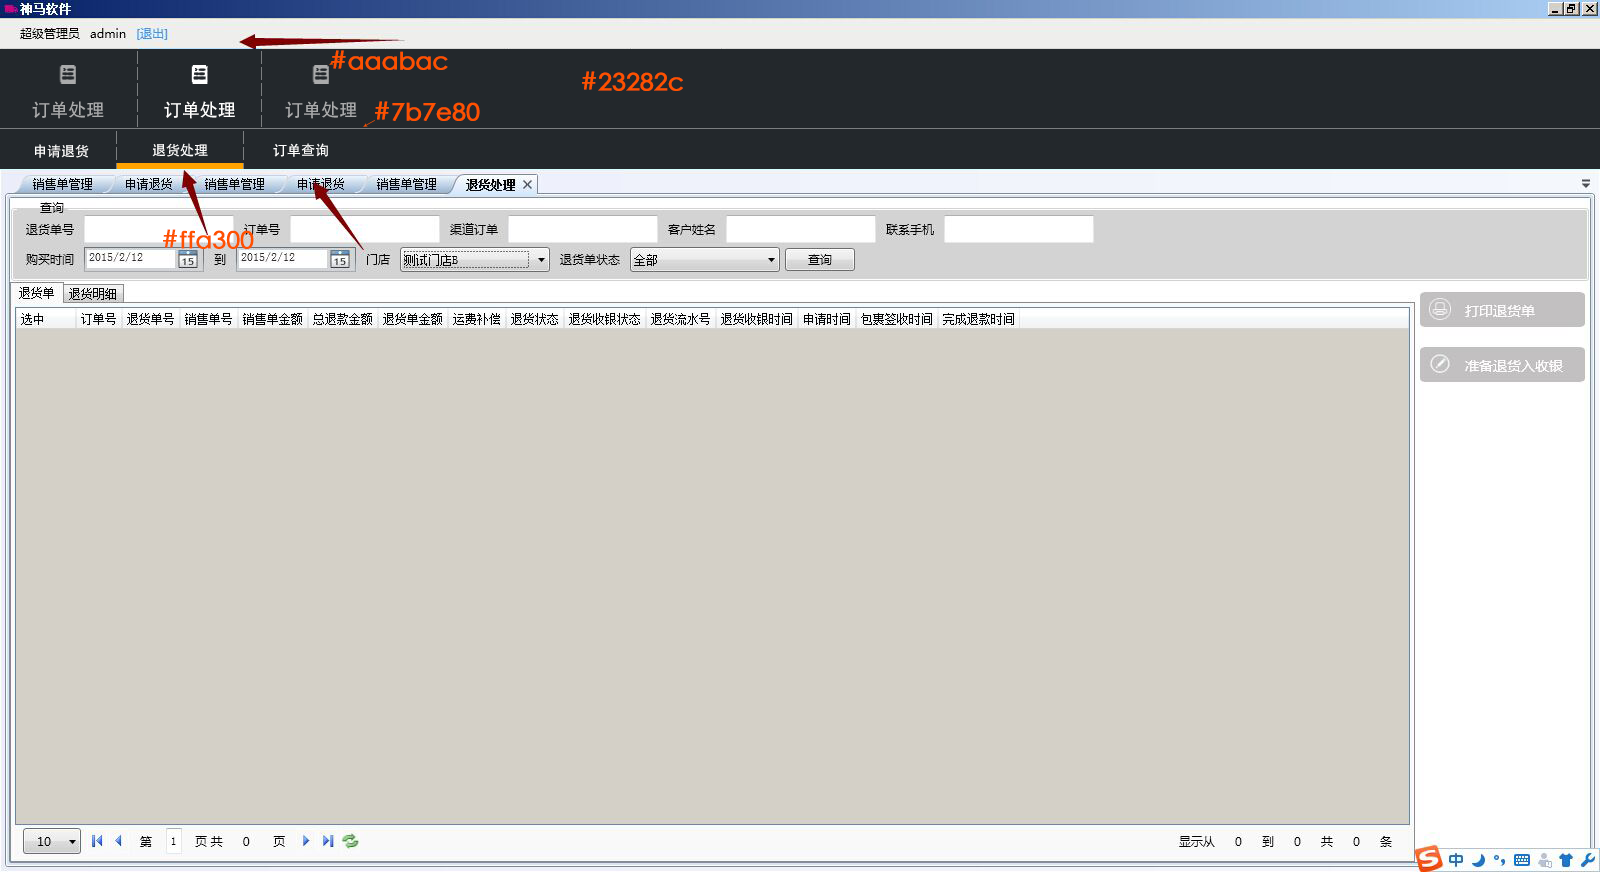 神马软件
超级管理员 admin [退出]
#aaabac
#23282c
订单处理 订单处理 订单处理
#7b7e80
申请退货 退货处理 订单查询
销售单管理 申请退货 销售单管理 申请退货 销售单管理 退货处理
查询
退货单号 订单号 渠道订单 客户姓名 联系手机
#ffa300
购买时间 2015/2/12 15 到 2015/2/12 15 门店 测试门店B 退货单状态 全部 查询
退货单 退货明细
选中 订单号 退货单号 销售单号 销售单金额 总退款金额 退货单金额 运费补偿 退货状态 退货收银状态 退货流水号 退货收银时间 申请时间 包裹签收时间 完成退款时间
打印退货单
准备退货入收银
10 第 1 页 共 0 页 显示从 0 到 0 共 0 条
S 中